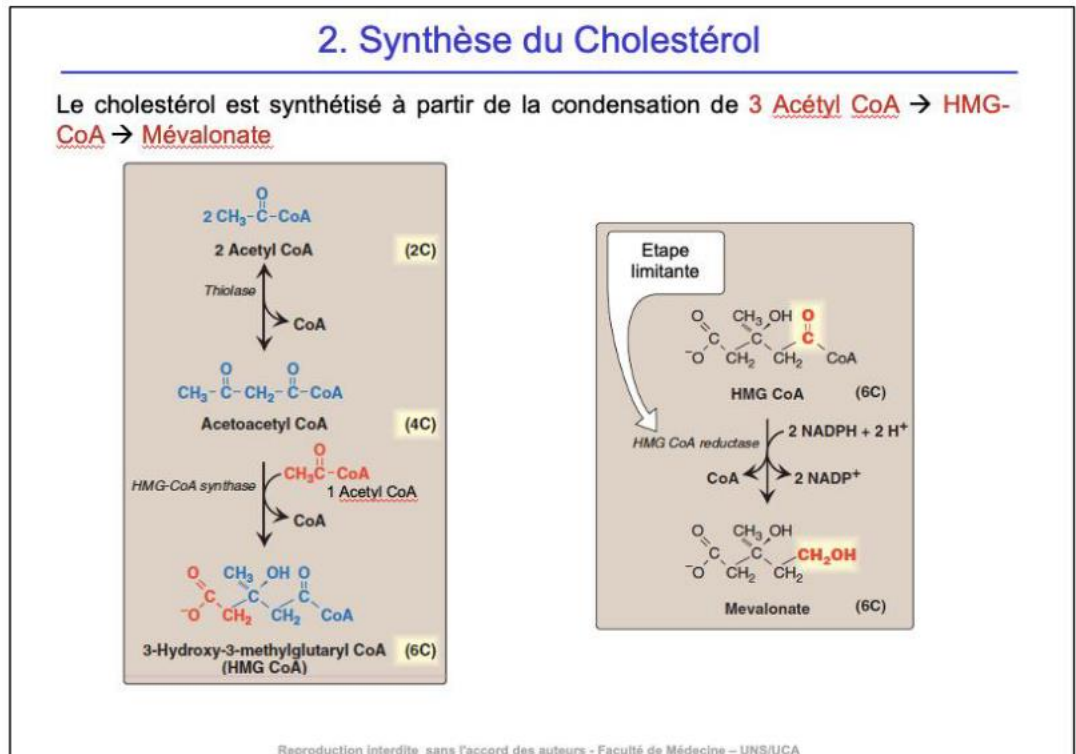 2. Synthèse du Cholestérol
Le cholestérol est synthétisé à partir de la condensation de 3 Acétyl CoA → HMG-
CoA → Mévalonate
O
2 CH₃-C-CoA
2 Acetyl CoA (2C)
Thiolase
CoA
O O
CH₃-C-CH₂-C-CoA
Acetoacetyl CoA (4C)
O
CH₃C-CoA
HMG-CoA synthase
1 Acetyl CoA
CoA
O CH₃ OH O
C C C
⁻O CH₂ CH₂ CoA
3-Hydroxy-3-methylglutaryl CoA (6C)
(HMG CoA)
Etape
limitante
O CH₃ OH O
C C C
⁻O CH₂ CH₂ CoA
HMG CoA (6C)
2 NADPH + 2 H⁺
HMG CoA reductase
CoA 2 NADP⁺
O CH₃ OH
C C CH₂OH
⁻O CH₂ CH₂
Mevalonate (6C)
Reproduction interdite sans l'accord des auteurs - Faculté de Médecine – UNS/UCA